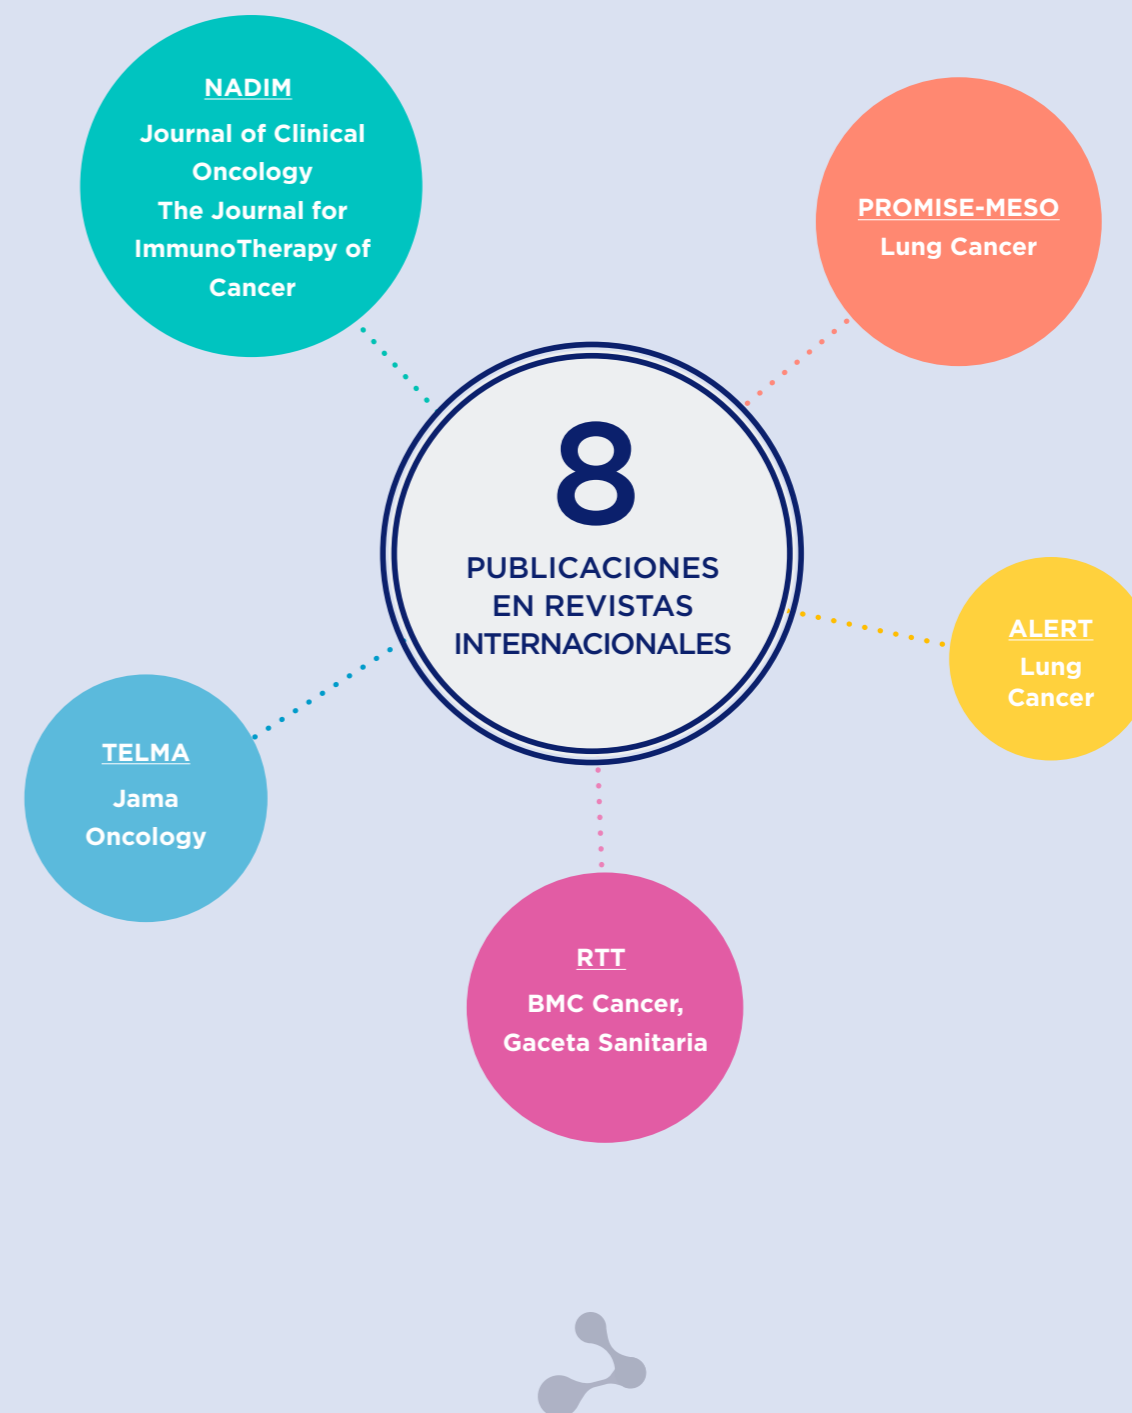 NADIM
Journal of Clinical
Oncology
The Journal for
ImmunoTherapy of
Cancer
PROMISE-MESO
Lung Cancer
8
PUBLICACIONES
EN REVISTAS
INTERNACIONALES
ALERT
Lung
Cancer
TELMA
Jama
Oncology
RTT
BMC Cancer,
Gaceta Sanitaria